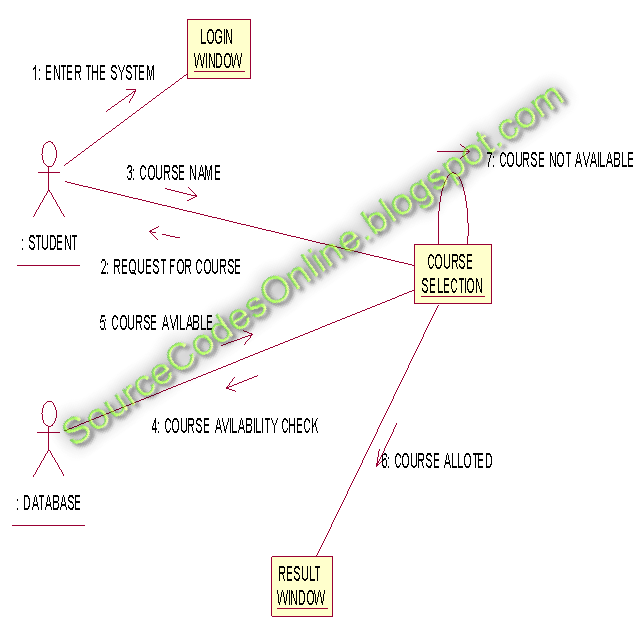 LOGIN
WINDOW
1: ENTER THE SYSTEM
7: COURSE NOT AVAILABLE
3: COURSE NAME
: STUDENT
2: REQUEST FOR COURSE
COURSE
SELECTION
5: COURSE AVILABLE
4: COURSE AVILABILITY CHECK
6: COURSE ALLOTED
: DATABASE
RESULT
WINDOW
SourceCodesOnline.blogspot.com